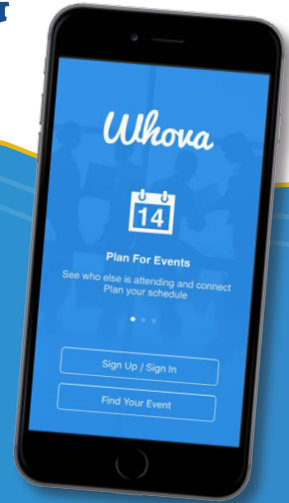 Whova
14
Plan For Events
See who else is attending and connect
Plan your schedule
Sign Up / Sign In
Find Your Event